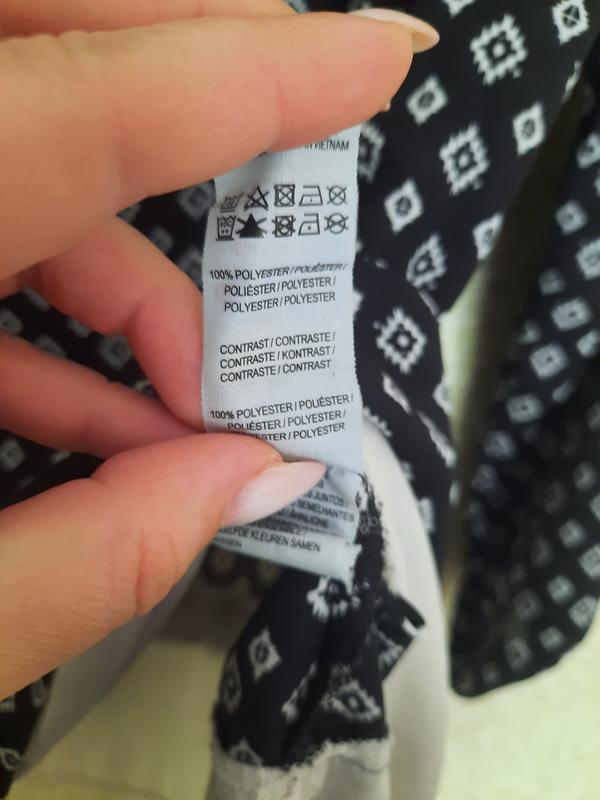 VIETNAM
100% POLYESTER / POLIÉSTER /
POLIÉSTER / POLYESTER /
POLYESTER / POLYESTER
CONTRAST / CONTRASTE /
CONTRASTE / KONTRAST /
CONTRASTE / CONTRAST
100% POLYESTER / POLIÉSTER /
POLIÉSTER / POLYESTER /
POLYESTER / POLYESTER
JUNTOS /
SEMELHANTES
KLEUREN SAMEN